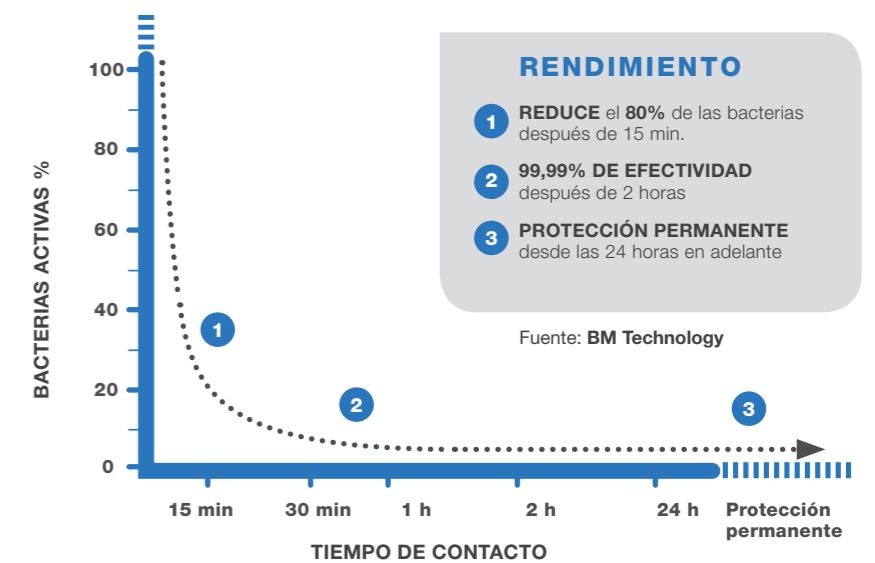 RENDIMIENTO
1 REDUCE el 80% de las bacterias
después de 15 min.
2 99,99% DE EFECTIVIDAD
después de 2 horas
3 PROTECCIÓN PERMANENTE
desde las 24 horas en adelante
Fuente: BM Technology
BACTERIAS ACTIVAS %
100
80
60
40
20
0
1
2
3
15 min
30 min
1 h
2 h
24 h
Protección
permanente
TIEMPO DE CONTACTO